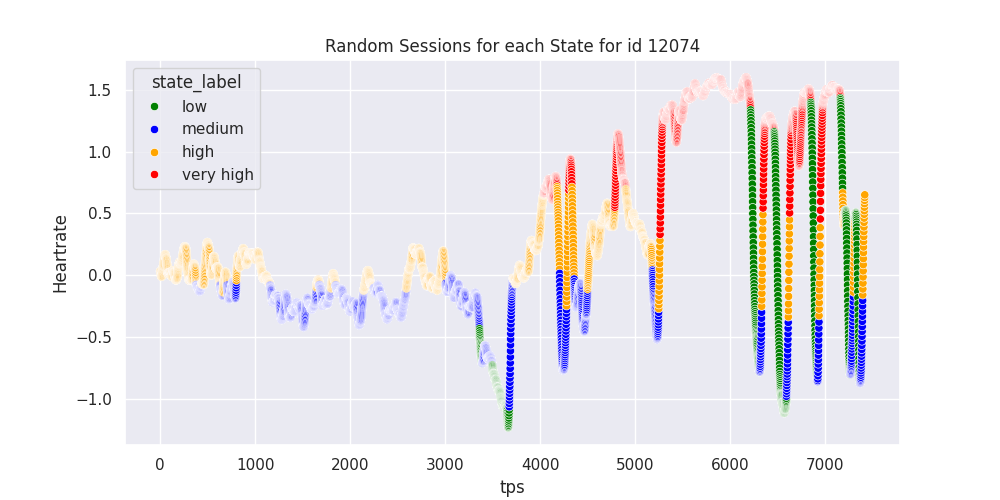 Random Sessions for each State for id 12074
state_label
low
medium
high
very high
Heartrate
1.5
1.0
0.5
0.0
−0.5
−1.0
0 1000 2000 3000 4000 5000 6000 7000
tps